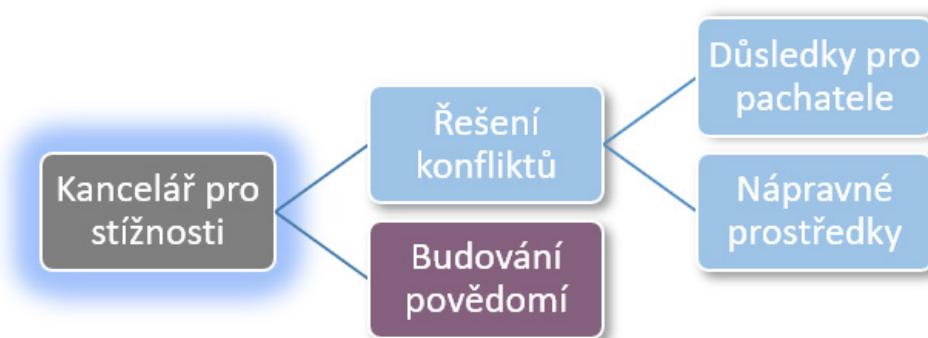 Kancelář pro
stížnosti
Řešení
konfliktů
Budování
povědomí
Důsledky pro
pachatele
Nápravné
prostředky